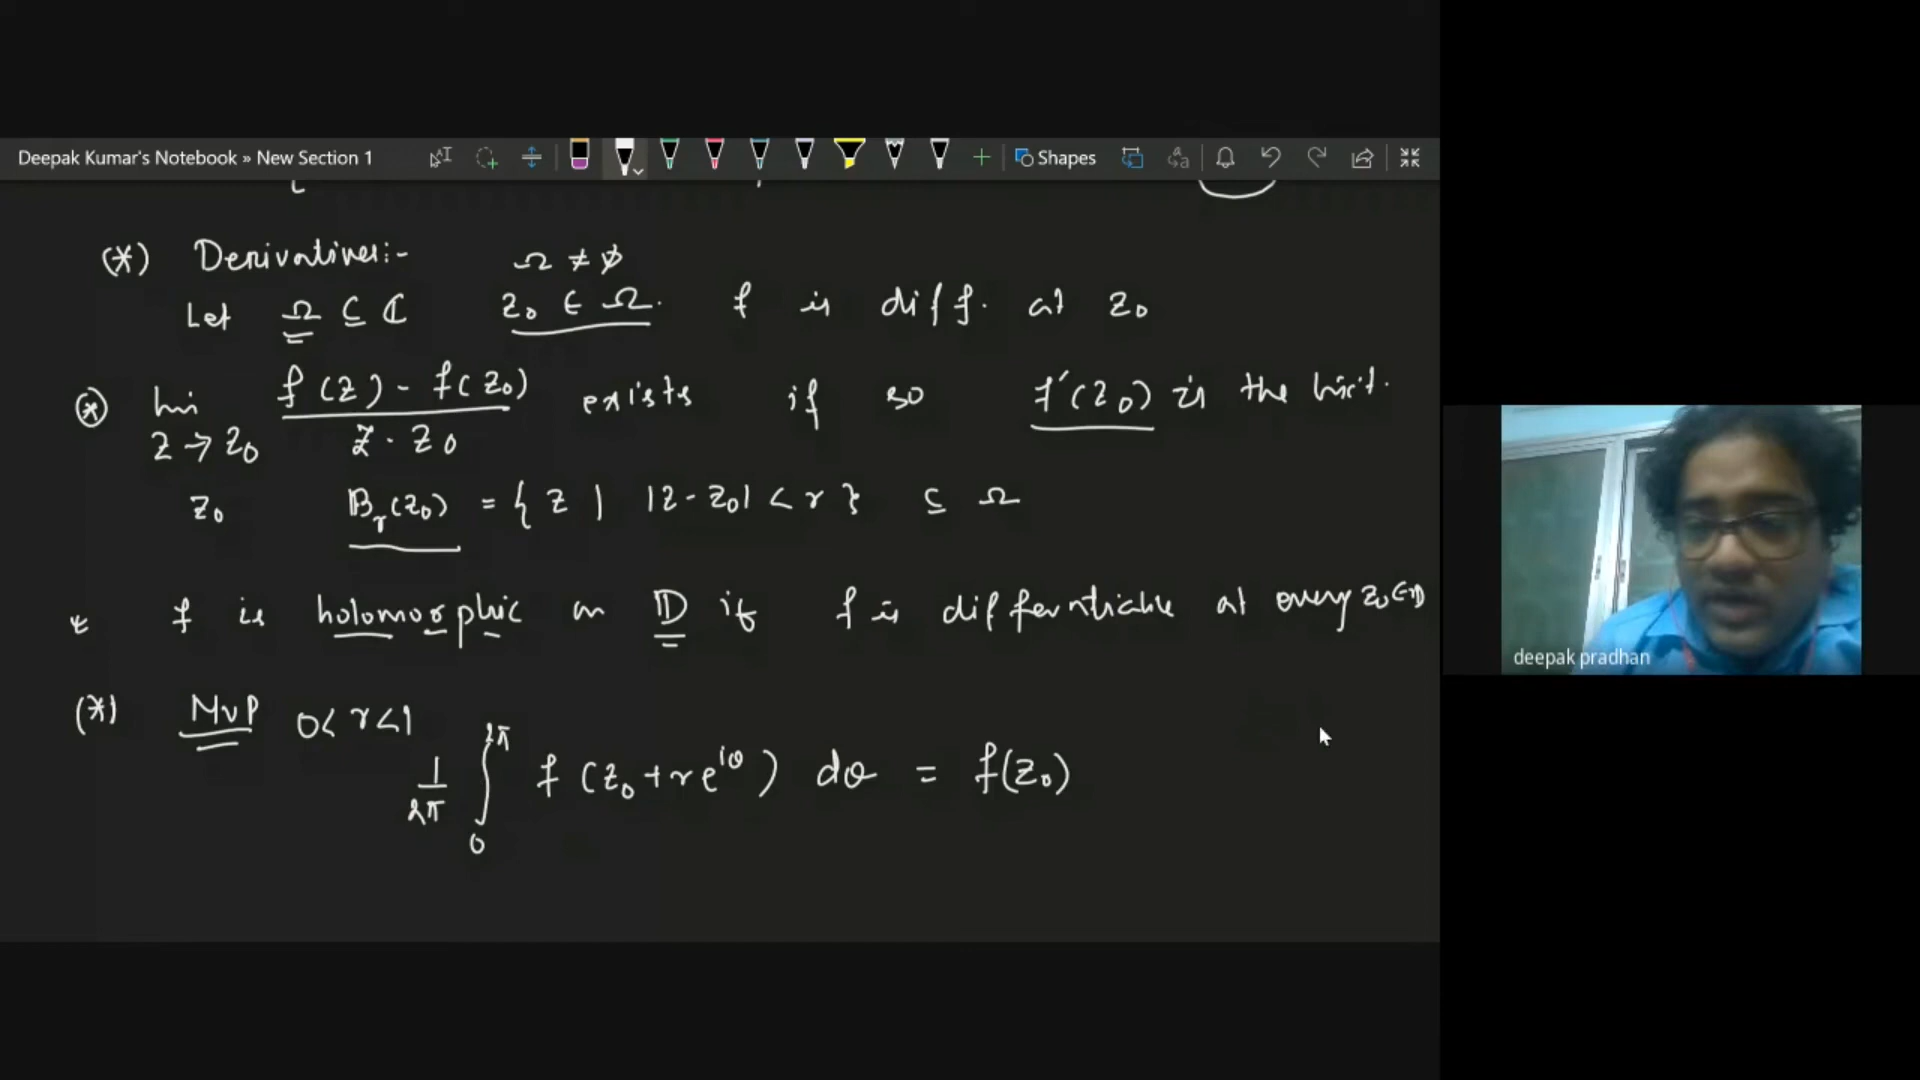 Deepak Kumar's Notebook » New Section 1
Shapes
(*) Derivatives:- Ω ≠ φ
Let Ω ⊆ ℂ z₀ ∈ Ω. f is diff. at z₀
⊛ lim z → z₀ f(z) - f(z₀) / z - z₀ exists if so f'(z₀) is the limit.
z₀ 𝔹ᵣ(z₀) = { z | |z - z₀| < r } ⊆ Ω
* f is holomorphic on 𝔻 if f is differentiable at every z₀ ∈ 𝔻
(*) MVP 0 < r < 1
1/2π ∫₀^2π f(z₀ + re^iθ) dθ = f(z₀)
deepak pradhan